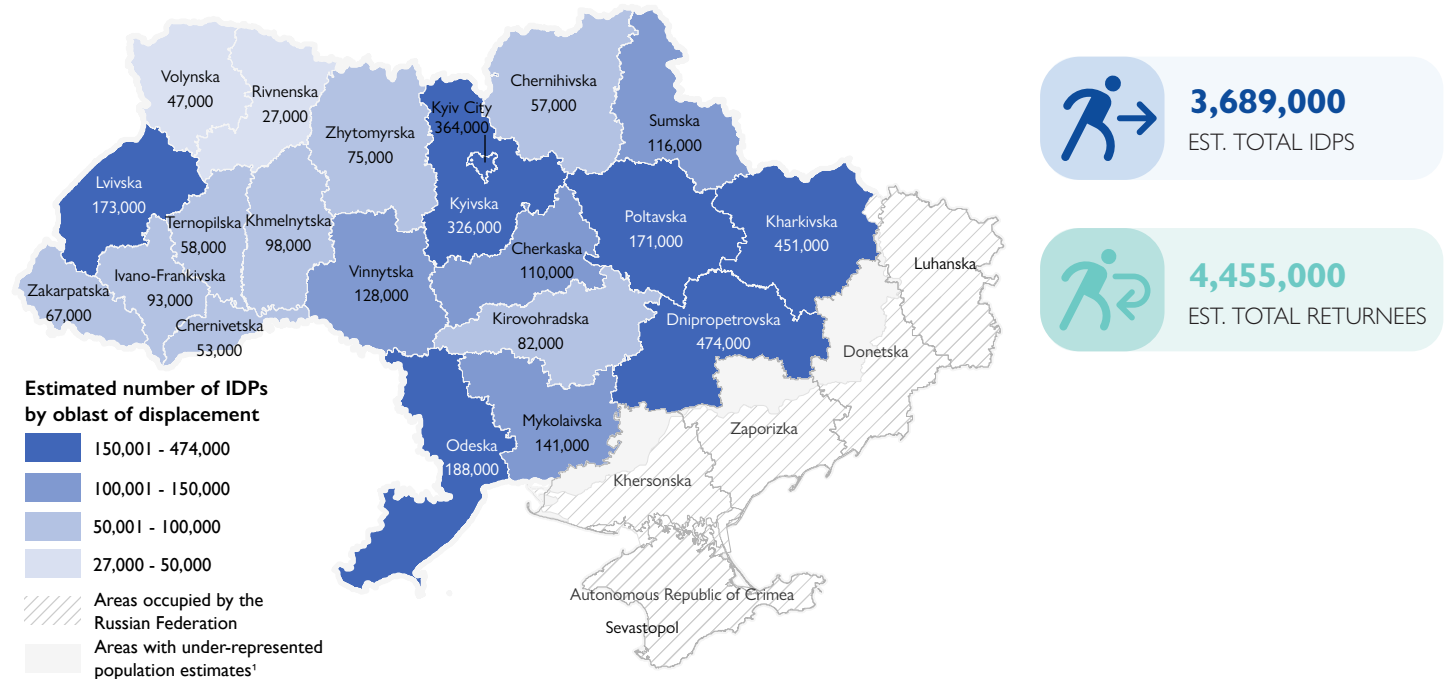 Volynska
47,000
Rivnenska
27,000
Zhytomyrska
75,000
Kyiv City
364,000
Chernihivska
57,000
Sumska
116,000
Lvivska
173,000
Ternopilska
58,000
Khmelnytska
98,000
Kyivska
326,000
Poltavska
171,000
Kharkivska
451,000
Cherkaska
110,000
Vinnytska
128,000
Ivano-Frankivska
93,000
Zakarpatska
67,000
Chernivetska
53,000
Kirovohradska
82,000
Dnipropetrovska
474,000
Luhanska
Donetska
Mykolaivska
141,000
Odeska
188,000
Zaporizka
Khersonska
Autonomous Republic of Crimea
Sevastopol
Estimated number of IDPs
by oblast of displacement
150,001 - 474,000
100,001 - 150,000
50,001 - 100,000
27,000 - 50,000
Areas occupied by the
Russian Federation
Areas with under-represented
population estimates¹
3,689,000
EST. TOTAL IDPS
4,455,000
EST. TOTAL RETURNEES